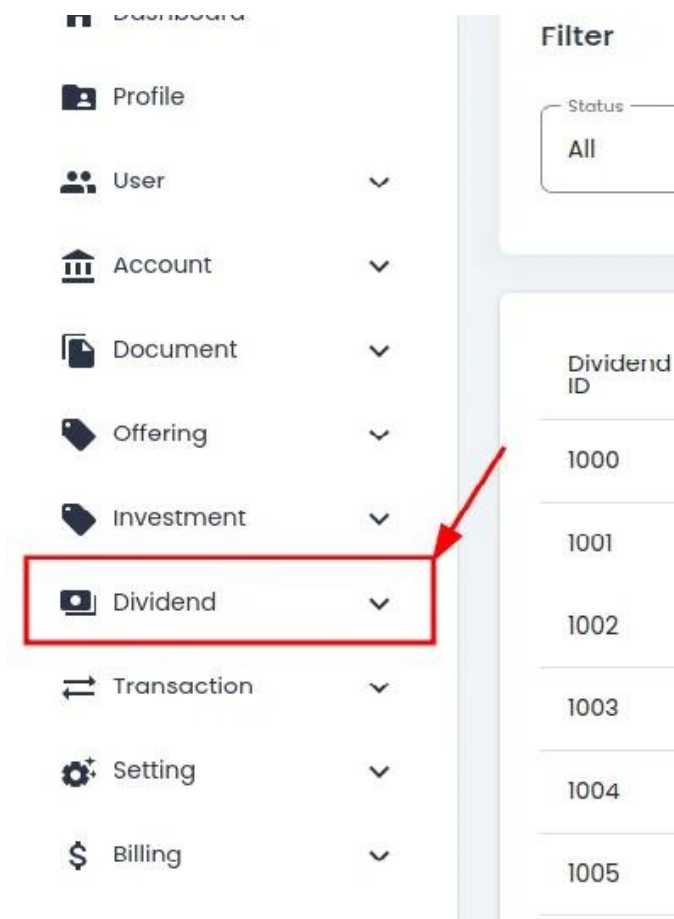 Dashboard
Profile
User
Account
Document
Offering
Investment
Dividend
Transaction
Setting
Billing
Filter
Status
All
Dividend
ID
1000
1001
1002
1003
1004
1005